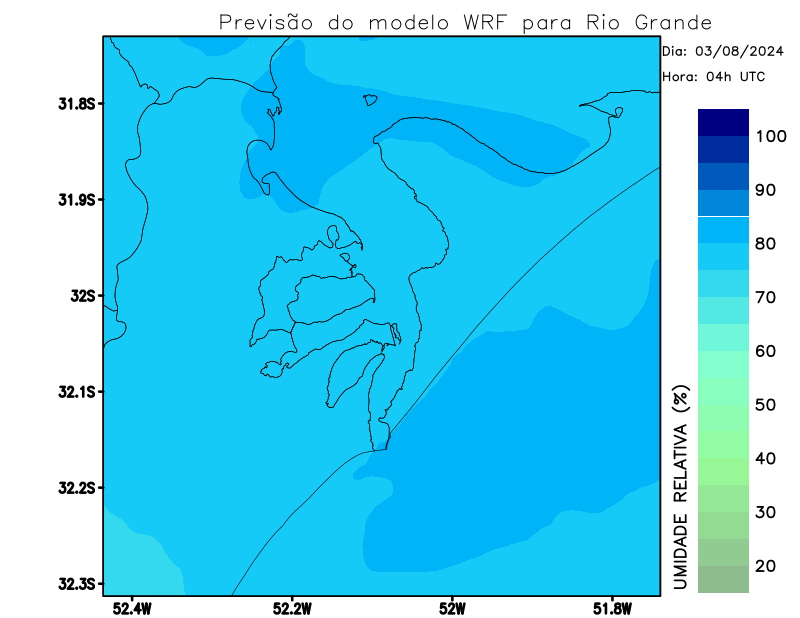 Previsão do modelo WRF para Rio Grande
Dia: 03/08/2024
Hora: 04h UTC
31.8S
31.9S
32S
32.1S
32.2S
32.3S
52.4W
52.2W
52W
51.8W
UMIDADE RELATIVA (%)
100
90
80
70
60
50
40
30
20